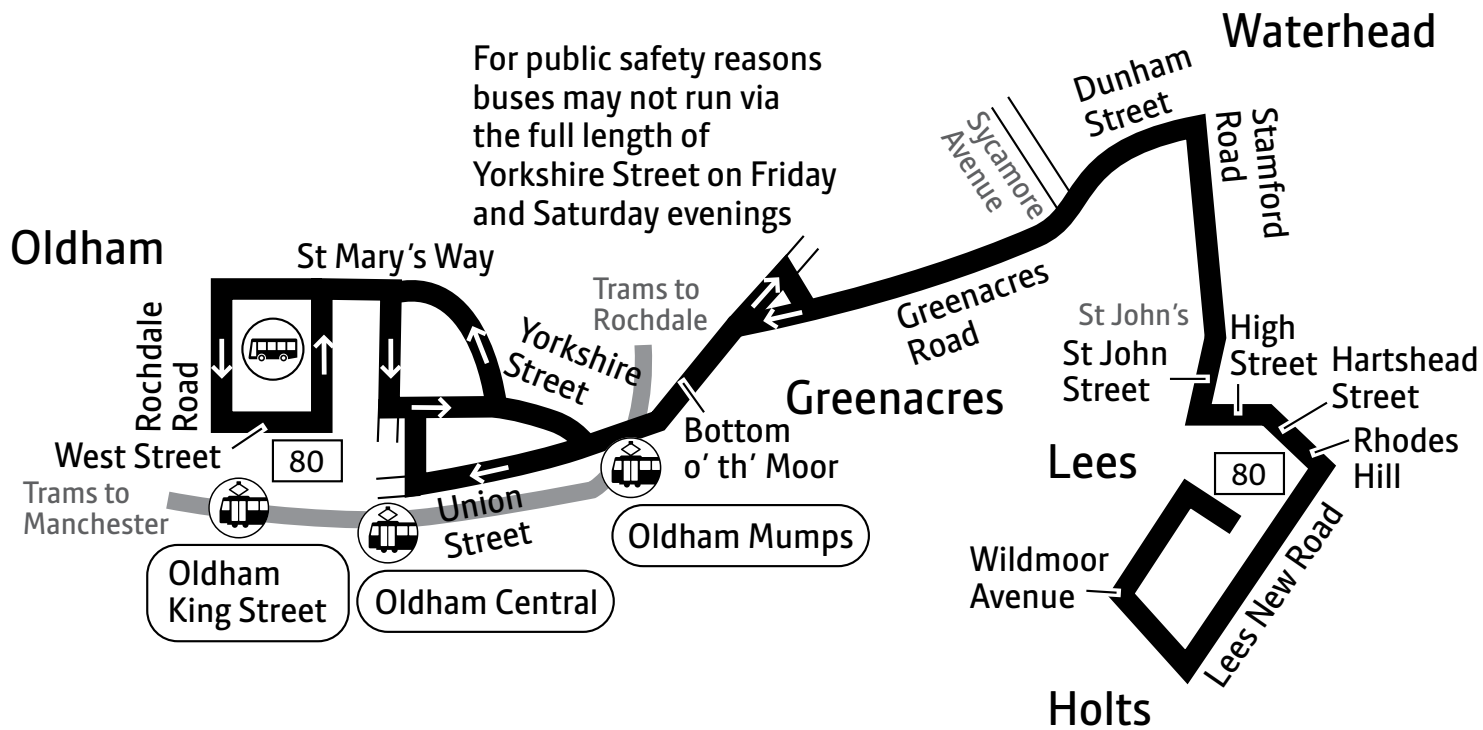 Waterhead
For public safety reasons
buses may not run via
the full length of
Yorkshire Street on Friday
and Saturday evenings
Dunham
Street
Sycamore
Avenue
Stamford
Road
Oldham
St Mary's Way
Trams to
Rochdale
Rochdale
Road
Yorkshire
Street
Greenacres
Road
St John's
St John
Street
High
Street
Hartshead
Street
Greenacres
Bottom
o' th' Moor
Rhodes
Hill
West Street
80
Lees
80
Trams to
Manchester
Union
Street
Oldham Mumps
Oldham
King Street
Oldham Central
Wildmoor
Avenue
Lees New Road
Holts